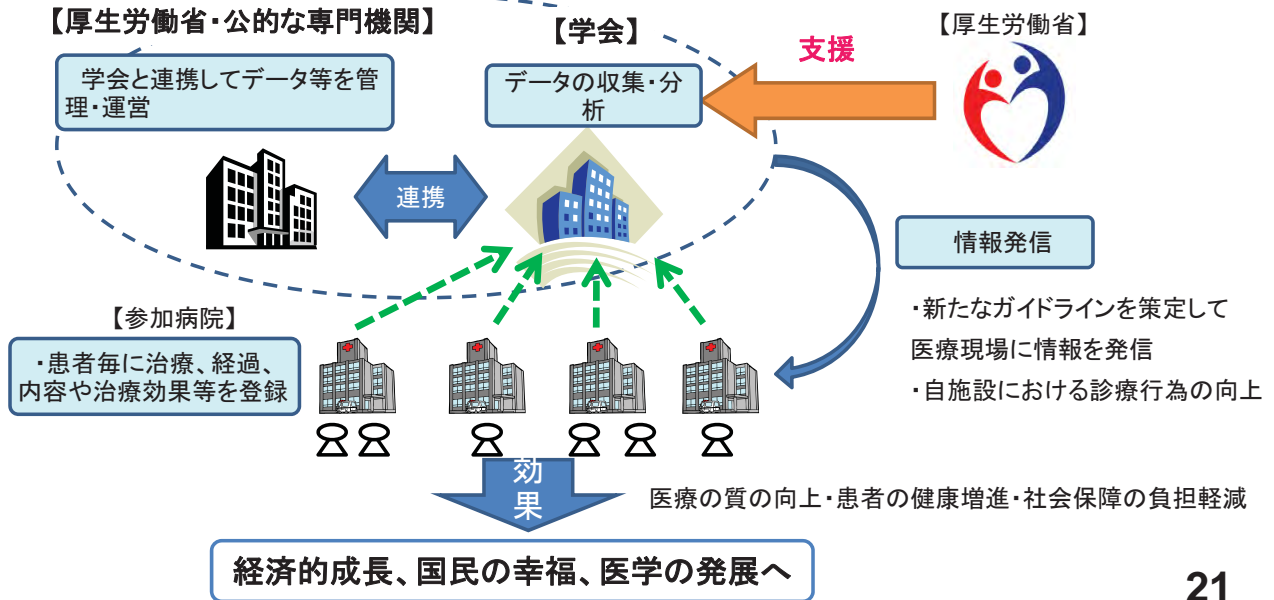 【厚生労働省・公的な専門機関】
【学会】
【厚生労働省】
支援
学会と連携してデータ等を管
理・運営
データの収集・分
析
連携
情報発信
・新たなガイドラインを策定して
医療現場に情報を発信
・自施設における診療行為の向上
【参加病院】
・患者毎に治療、経過、
内容や治療効果等を登録
効
果
医療の質の向上・患者の健康増進・社会保障の負担軽減
経済的成長、国民の幸福、医学の発展へ
21